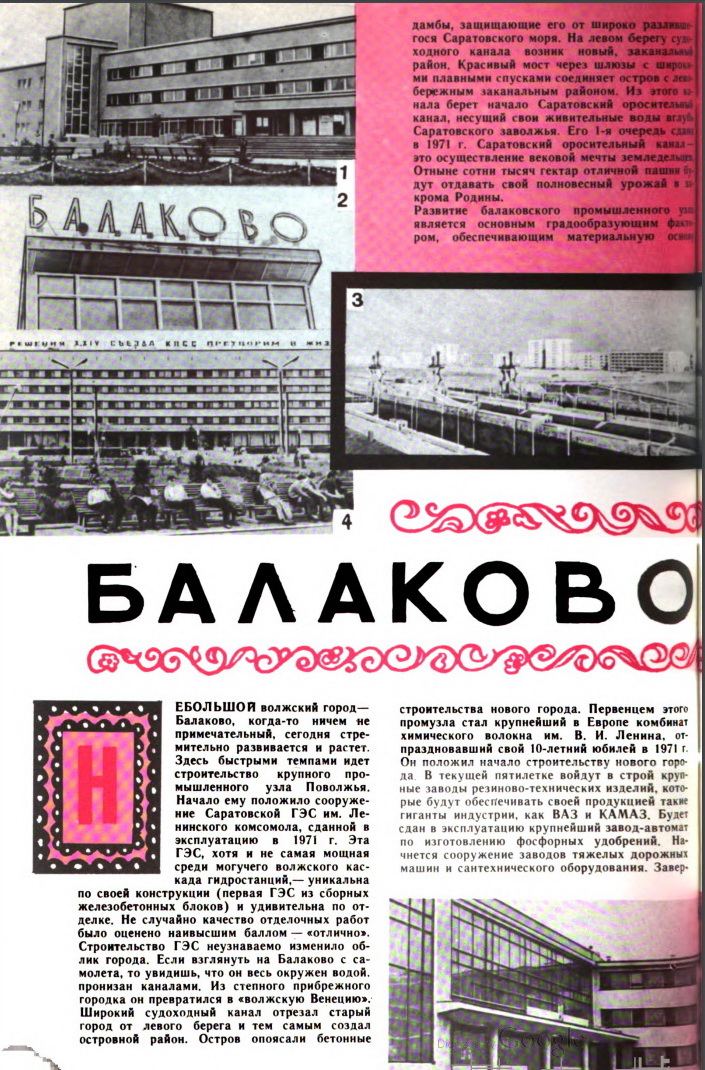 1
2
БАЛАКОВО
3
РЕШЕНИЯ XXIV СЪЕЗДА КПСС ПРЕТВОРИМ В ЖИЗ
4
БАЛАКОВО
НЕБОЛЬШОЙ волжский город—
Балаково, когда-то ничем не
примечательный, сегодня стре-
мительно развивается и растет.
Здесь быстрыми темпами идет
строительство крупного про-
мышленного узла Поволжья.
Начало ему положило сооруже-
ние Саратовской ГЭС им. Ле-
нинского комсомола, сданной в
эксплуатацию в 1971 г. Эта
ГЭС, хотя и не самая мощная
среди могучего волжского кас-
када гидростанций,— уникальна
по своей конструкции (первая ГЭС из сборных
железобетонных блоков) и удивительна по от-
делке. Не случайно качество отделочных работ
было оценено наивысшим баллом — «отлично».
Строительство ГЭС неузнаваемо изменило об-
лик города. Если взглянуть на Балаково с са-
молета, то увидишь, что он весь окружен водой.
пронизан каналами. Из степного прибрежного
городка он превратился в «волжскую Венецию».
Широкий судоходный канал отрезал старый
город от левого берега и тем самым создал
островной район. Остров опоясали бетонные
дамбы, защищающие его от широко
гося Саратовского моря. На левом берегу судо-
ходного канала возник новый, заканальный
район. Красивый мост через шлюзы с широки-
ми плавными спусками соединяет остров с лево-
бережным заканальным районом. Из этого ка-
нала берет начало Саратовский оросительный
канал, несущий свои живительные воды вглубь
Саратовского заволжья. Его 1-я очередь сдана
в 1971 г. Саратовский оросительный канал—
это осуществление вековой мечты земледельцев.
Отныне сотни тысяч гектар отличной пашни бу-
дут отдавать свой полновесный урожай в за-
крома Родины.
Развитие балаковского промышленного узла
является основным градообразующим факто-
ром, обеспечивающим материальную основу
строительства нового города. Первенцем этого
промузла стал крупнейший в Европе комбинат
химического волокна им. В. И. Ленина, от-
праздновавший свой 10-летний юбилей в 1971 г.
Он положил начало строительству нового горо-
да. В текущей пятилетке войдут в строй круп-
ные заводы резиново-технических изделий, кото-
рые будут обеспечивать своей продукцией такие
гиганты индустрии, как ВАЗ и КАМАЗ. Будет
сдан в эксплуатацию крупнейший завод-автомат
по изготовлению фосфорных удобрений. На-
чнется сооружение заводов тяжелых дорожных
машин и сантехнического оборудования. Завер-
Google